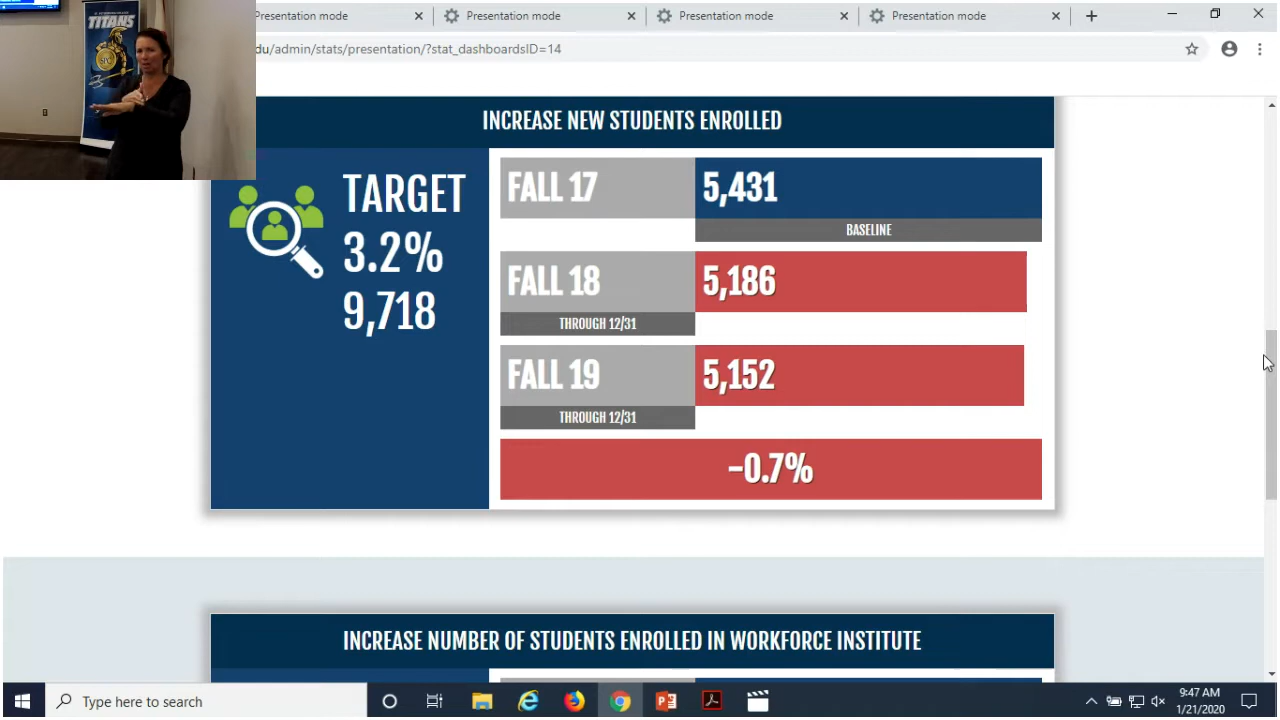 TITANS
SPC
Presentation mode
Presentation mode
Presentation mode
Presentation mode
du/admin/stats/presentation/?stat_dashboardsID=14
INCREASE NEW STUDENTS ENROLLED
TARGET
3.2%
9,718
FALL 17
5,431
BASELINE
FALL 18
5,186
THROUGH 12/31
FALL 19
5,152
THROUGH 12/31
-0.7%
INCREASE NUMBER OF STUDENTS ENROLLED IN WORKFORCE INSTITUTE
Type here to search
9:47 AM
1/21/2020